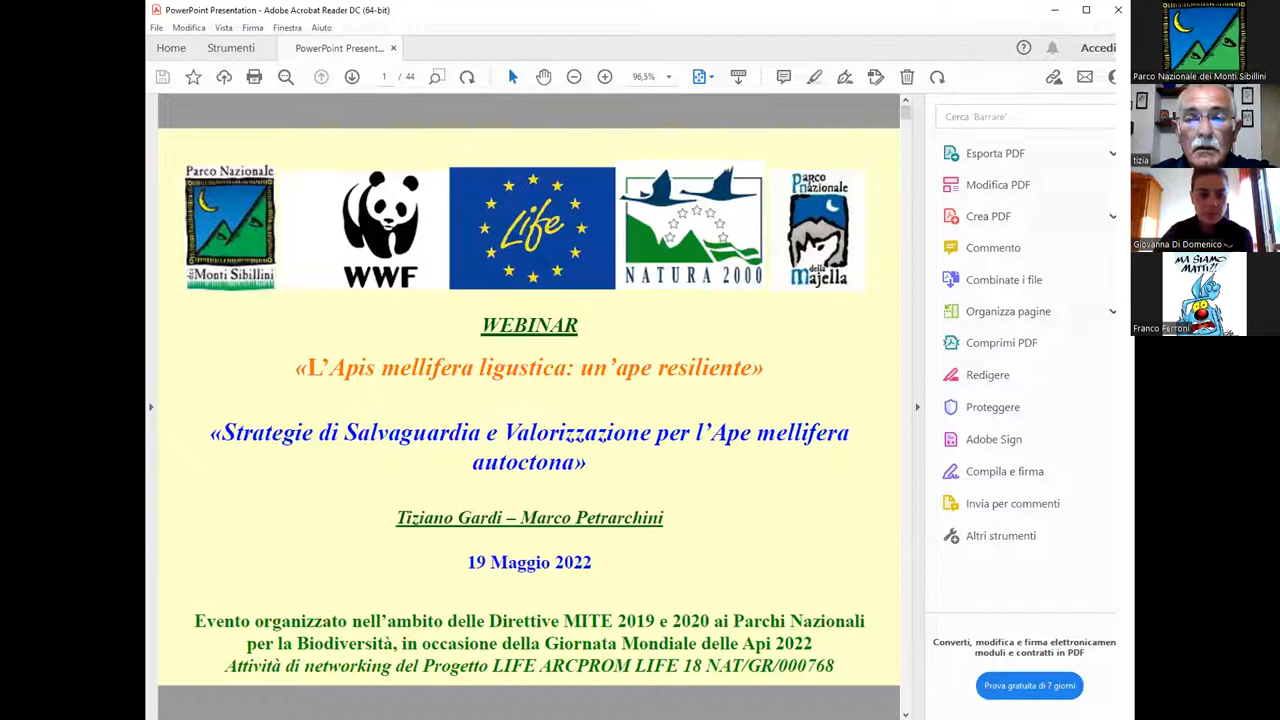 PowerPoint Presentation - Adobe Acrobat Reader DC (64-bit)
File Modifica Vista Firma Finestra Aiuto
Home Strumenti PowerPoint Present... × Accedi
1 / 44 96,5%
Parco Nazionale
dei Monti Sibillini
WWF
Life
NATURA 2000
Parco
nazionale
della
majella
WEBINAR
«L’Apis mellifera ligustica: un’ape resiliente»
«Strategie di Salvaguardia e Valorizzazione per l’Ape mellifera
autoctona»
Tiziano Gardi – Marco Petrarchini
19 Maggio 2022
Evento organizzato nell’ambito delle Direttive MITE 2019 e 2020 ai Parchi Nazionali
per la Biodiversità, in occasione della Giornata Mondiale delle Api 2022
Attività di networking del Progetto LIFE ARCPROM LIFE 18 NAT/GR/000768
Cerca 'Barrare'
Esporta PDF
Modifica PDF
Crea PDF
Commento
Combinate i file
Organizza pagine
Comprimi PDF
Redigere
Proteggere
Adobe Sign
Compila e firma
Invia per commenti
Altri strumenti
Converti, modifica e firma elettronicamen
moduli e contratti in PDF
Prova gratuita di 7 giorni
Parco Nazionale dei Monti Sibillini
tizia
Giovanna Di Domenico
MA SIAMO
MATTI?!
Franco Ferroni